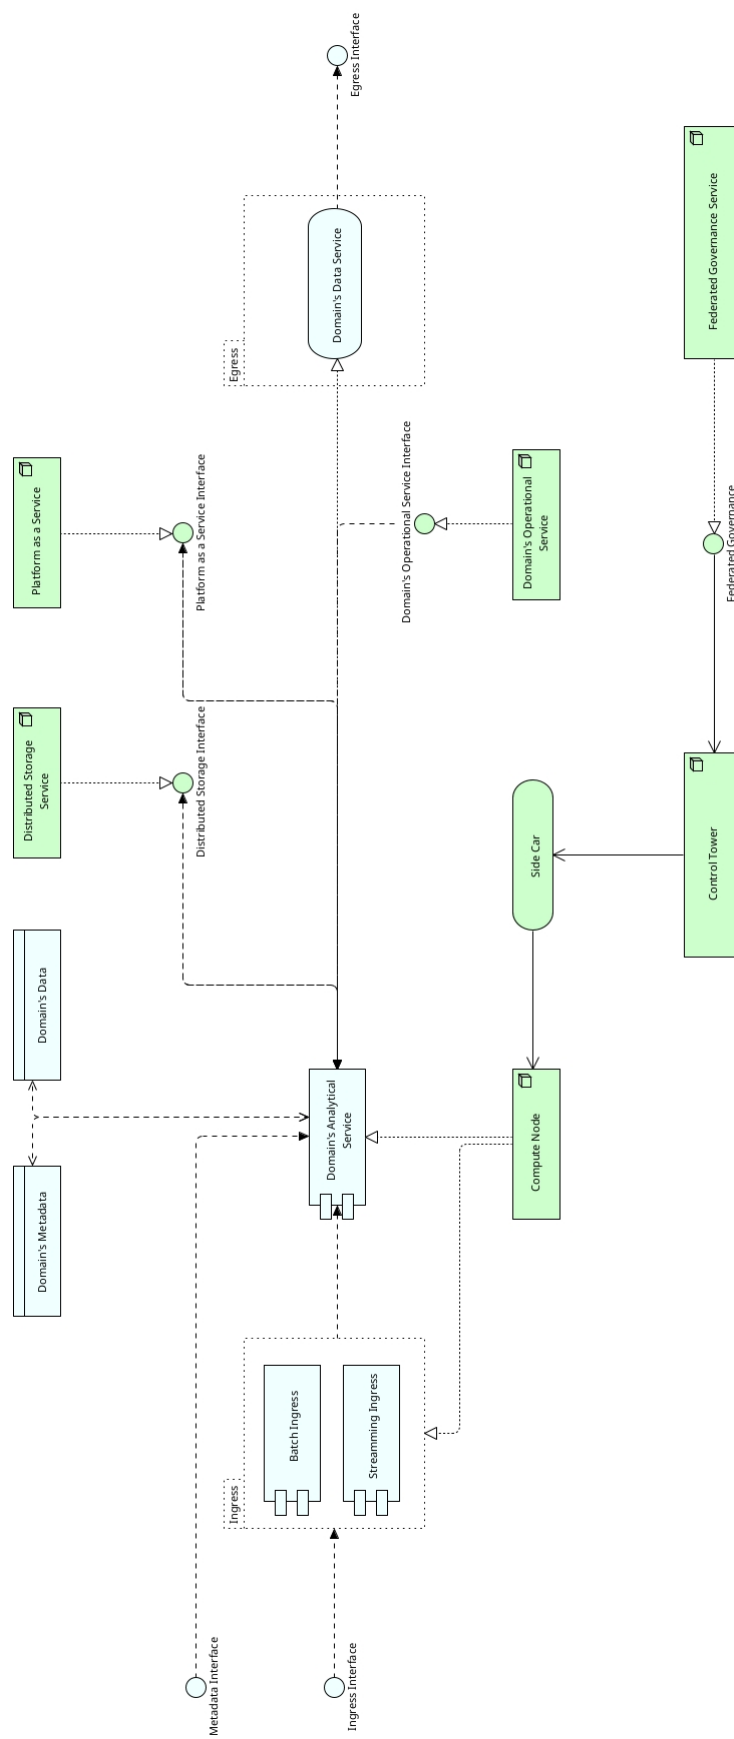 Egress Interface
Domain's Data Service
Egress
Federated Governance Service
Platform as a Service
Platform as a Service Interface
Domain's Operational Service Interface
Domain's Operational
Service
Federated Governance
Distributed Storage
Service
Distributed Storage Interface
Side Car
Control Tower
Domain's Data
Domain's Metadata
Domain's Analytical
Service
Compute Node
Ingress
Batch Ingress
Streamming Ingress
Metadata Interface
Ingress Interface